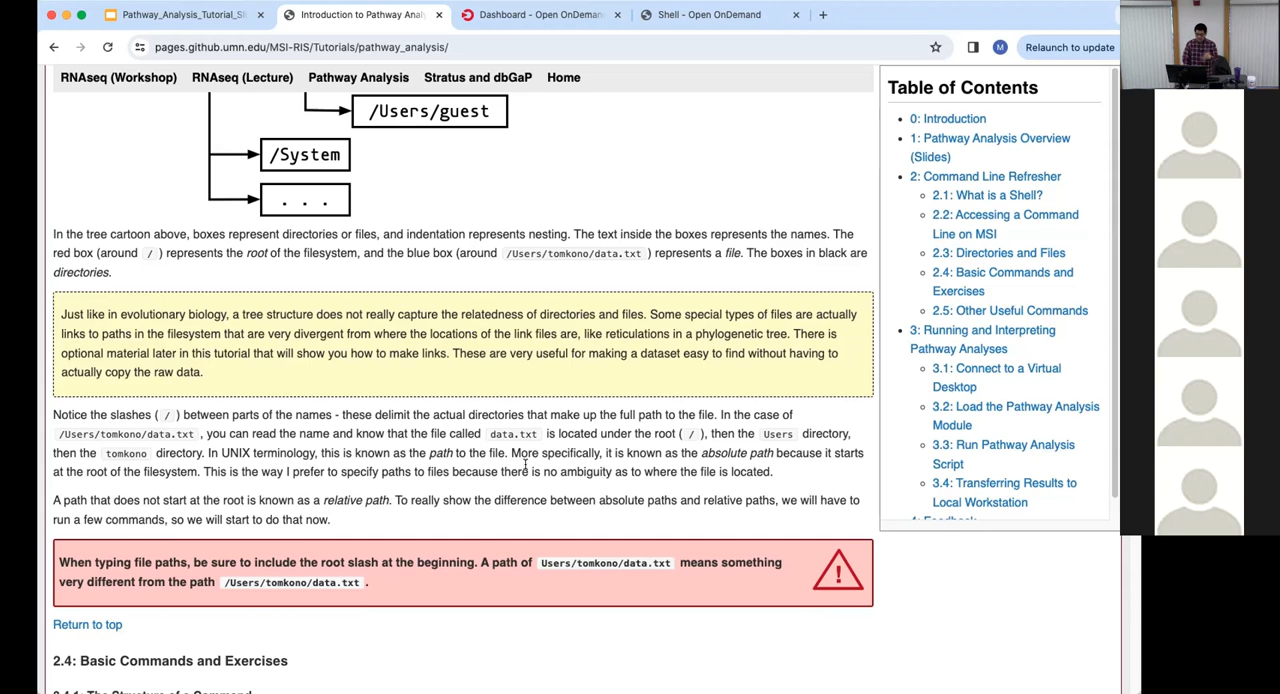 Pathway_Analysis_Tutorial_Sl
Introduction to Pathway Anal
Dashboard - Open OnDeman
Shell - Open OnDemand
pages.github.umn.edu/MSI-RIS/Tutorials/pathway_analysis/
M
Relaunch to update
RNAseq (Workshop) RNAseq (Lecture) Pathway Analysis Stratus and dbGaP Home
/Users/guest
/System
. . .
In the tree cartoon above, boxes represent directories or files, and indentation represents nesting. The text inside the boxes represents the names. The
red box (around / ) represents the root of the filesystem, and the blue box (around /Users/tomkono/data.txt ) represents a file. The boxes in black are
directories.
Just like in evolutionary biology, a tree structure does not really capture the relatedness of directories and files. Some special types of files are actually
links to paths in the filesystem that are very divergent from where the locations of the link files are, like reticulations in a phylogenetic tree. There is
optional material later in this tutorial that will show you how to make links. These are very useful for making a dataset easy to find without having to
actually copy the raw data.
Notice the slashes ( / ) between parts of the names - these delimit the actual directories that make up the full path to the file. In the case of
/Users/tomkono/data.txt , you can read the name and know that the file called data.txt is located under the root ( / ), then the Users directory,
then the tomkono directory. In UNIX terminology, this is known as the path to the file. More specifically, it is known as the absolute path because it starts
at the root of the filesystem. This is the way I prefer to specify paths to files because there is no ambiguity as to where the file is located.
A path that does not start at the root is known as a relative path. To really show the difference between absolute paths and relative paths, we will have to
run a few commands, so we will start to do that now.
When typing file paths, be sure to include the root slash at the beginning. A path of Users/tomkono/data.txt means something
very different from the path /Users/tomkono/data.txt .
Return to top
2.4: Basic Commands and Exercises
2.4.1: The Structure of a Command
Table of Contents
0: Introduction
1: Pathway Analysis Overview
(Slides)
2: Command Line Refresher
2.1: What is a Shell?
2.2: Accessing a Command
Line on MSI
2.3: Directories and Files
2.4: Basic Commands and
Exercises
2.5: Other Useful Commands
3: Running and Interpreting
Pathway Analyses
3.1: Connect to a Virtual
Desktop
3.2: Load the Pathway Analysis
Module
3.3: Run Pathway Analysis
Script
3.4: Transferring Results to
Local Workstation
4: Feedback